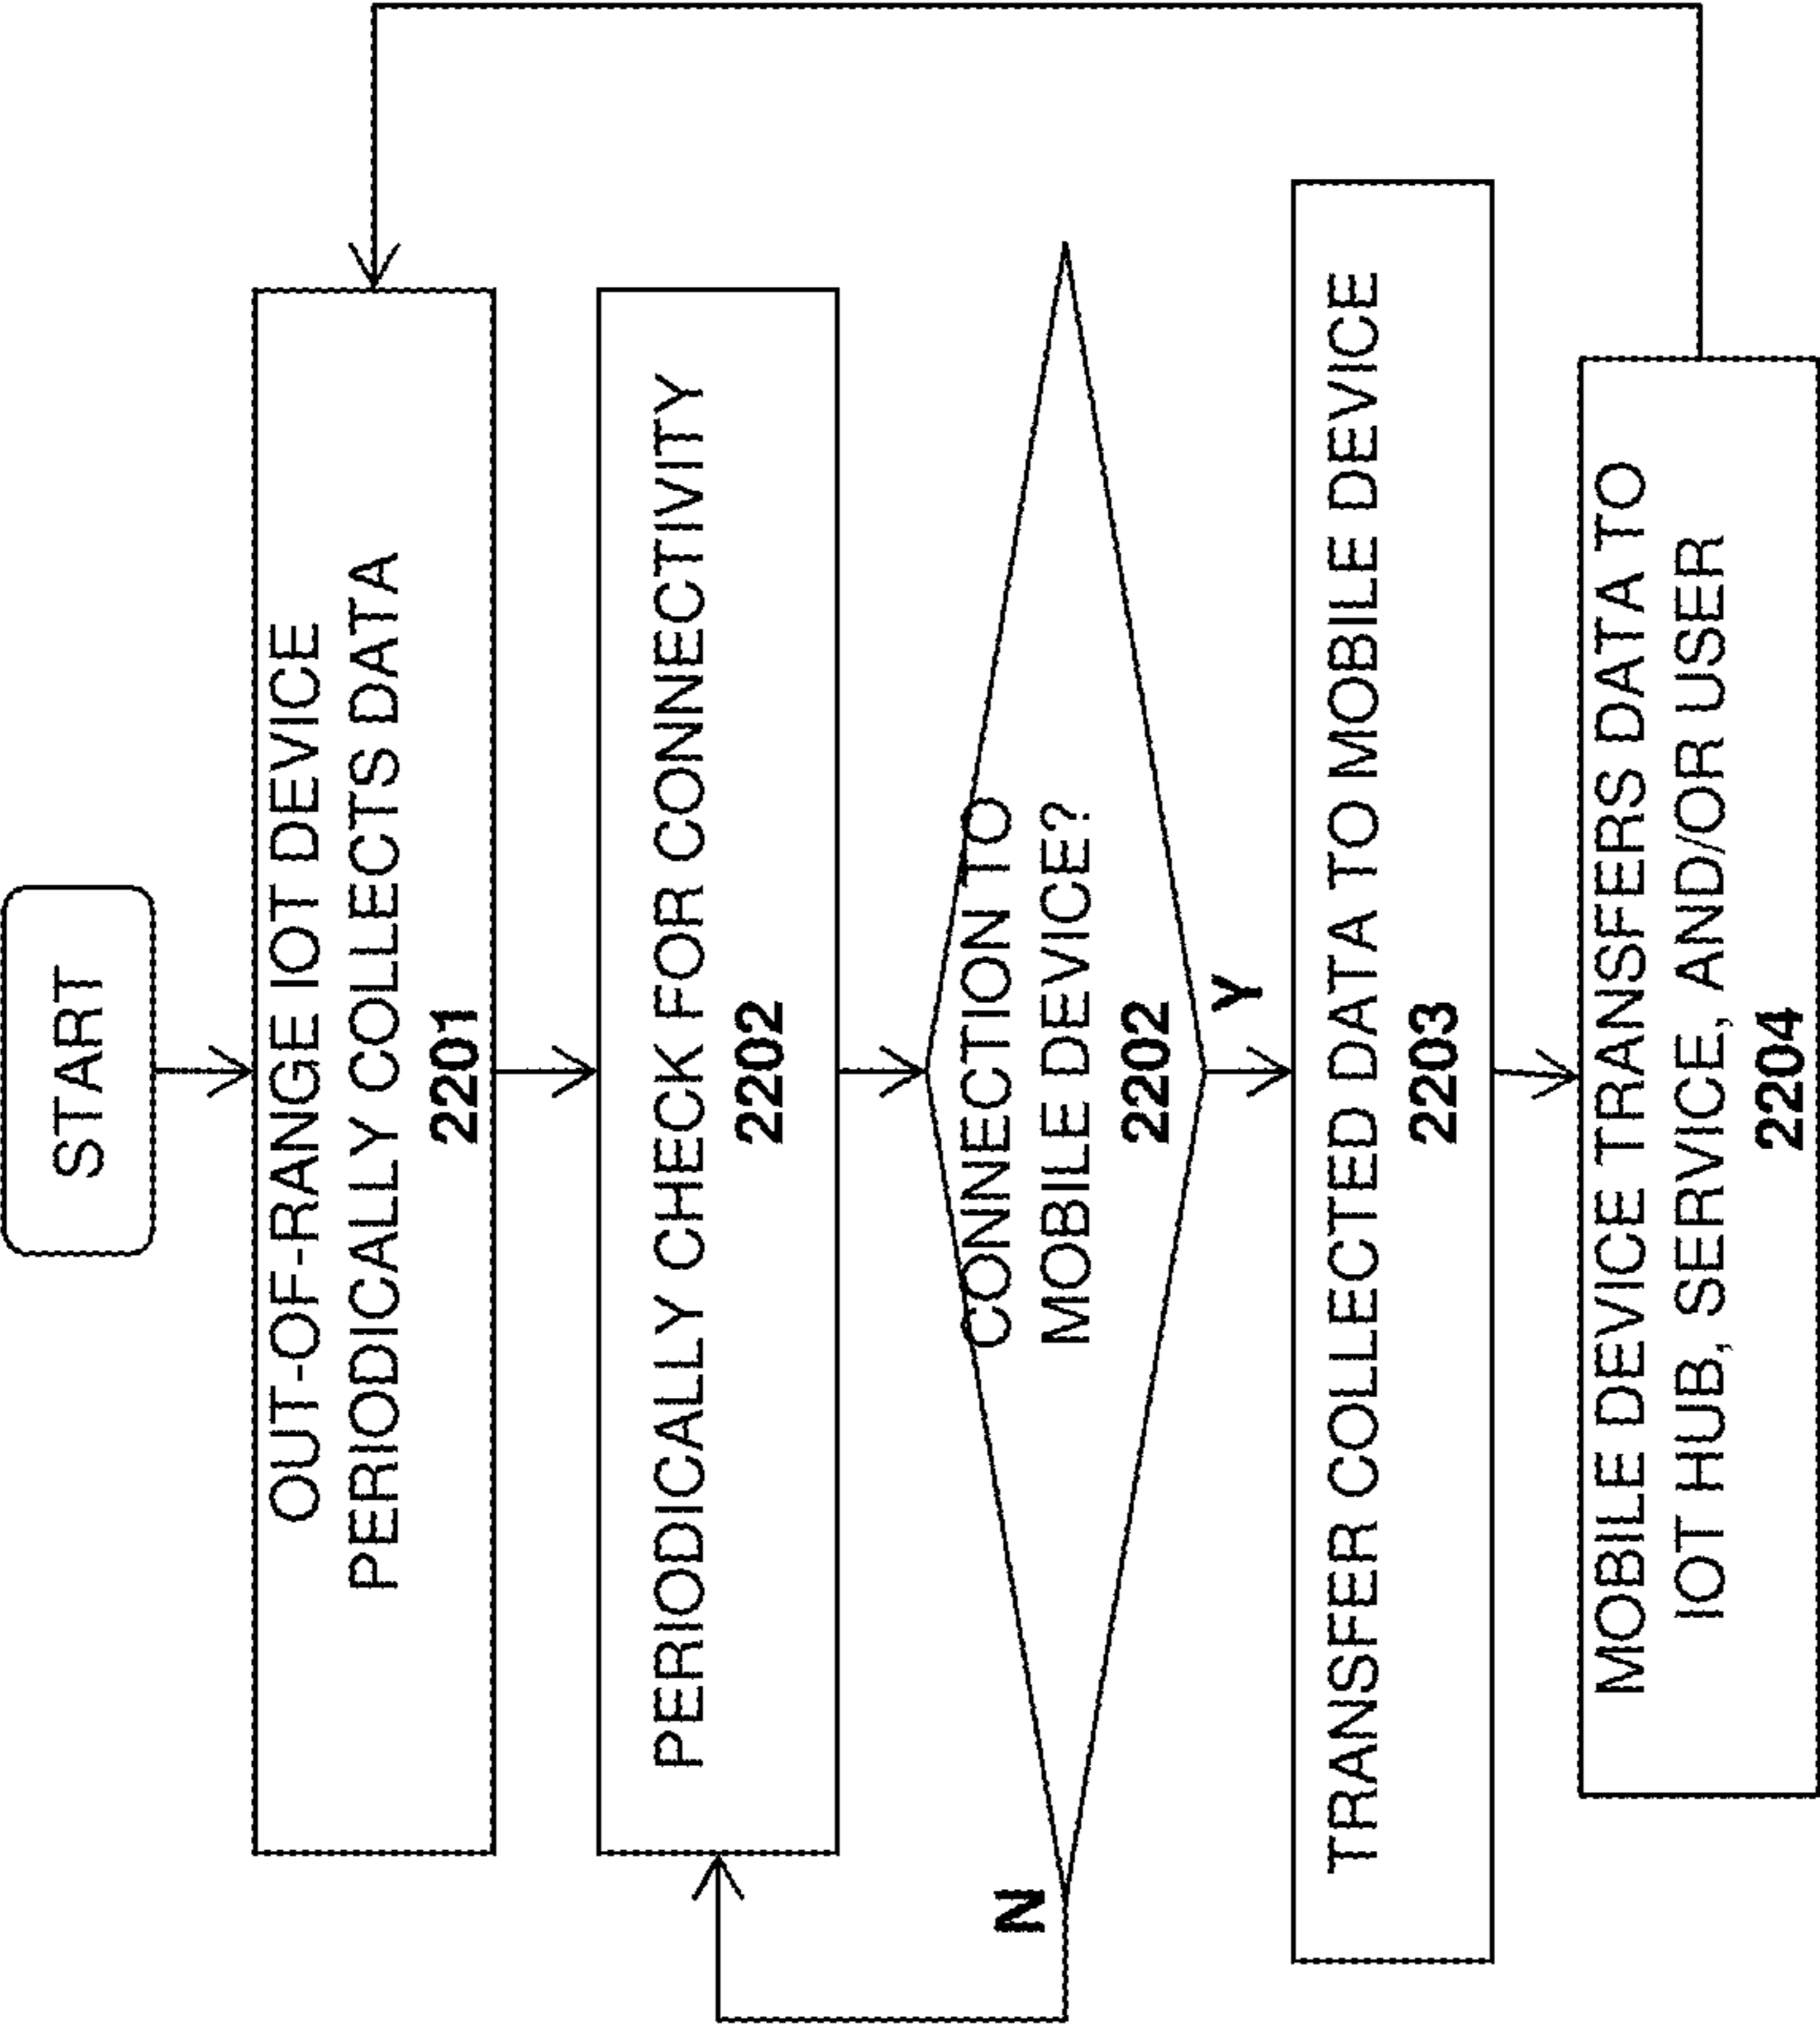 START
OUT-OF-RANGE IOT DEVICE
PERIODICALLY COLLECTS DATA
2201
PERIODICALLY CHECK FOR CONNECTIVITY
2202
CONNECTION TO
MOBILE DEVICE?
2202
N
Y
TRANSFER COLLECTED DATA TO MOBILE DEVICE
2203
MOBILE DEVICE TRANSFERS DATA TO
IOT HUB, SERVICE, AND/OR USER
2204